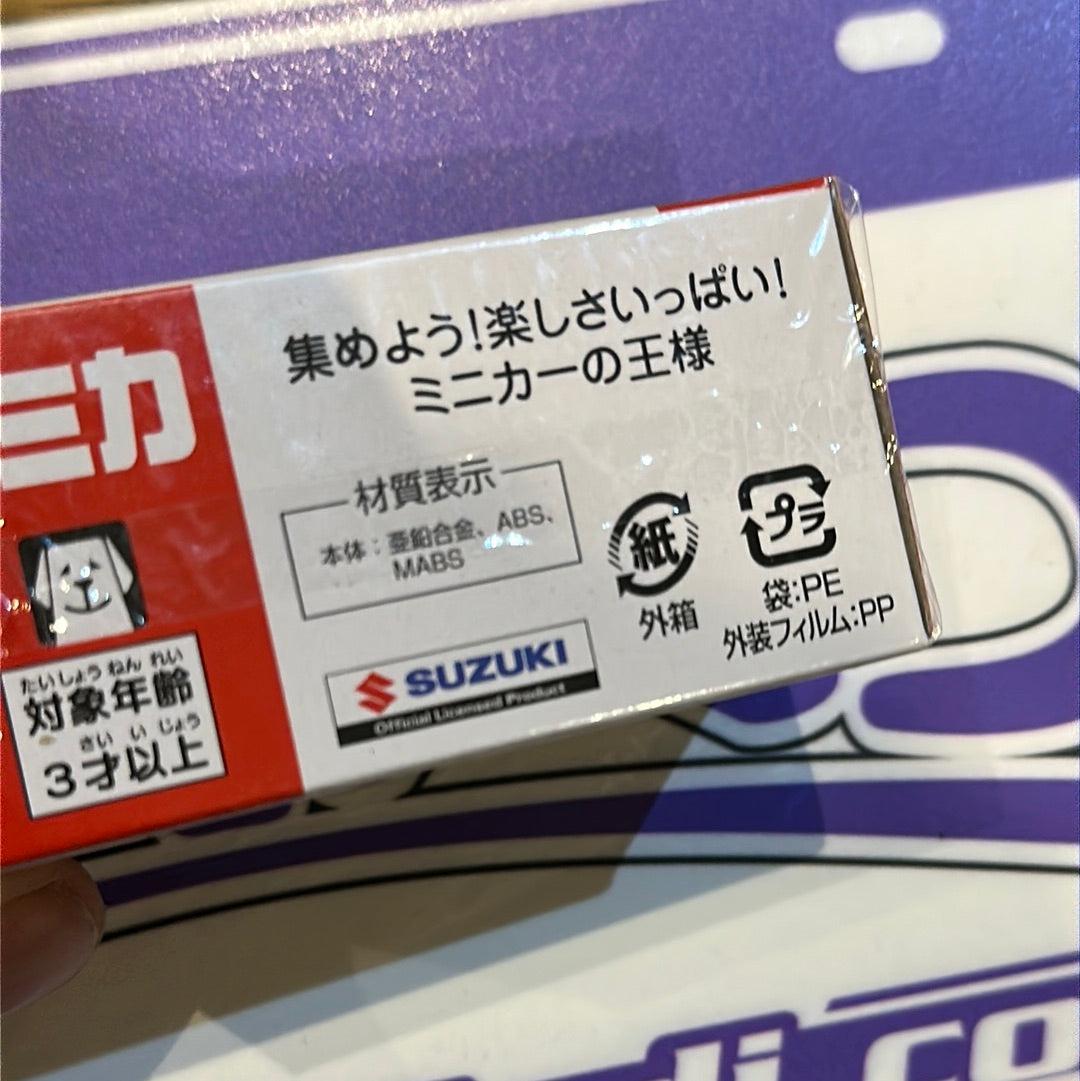 ミカ
集めよう!楽しさいっぱい!
ミニカーの王様
材質表示
本体：亜鉛合金、ABS、
MABS
紙
外箱
プラ
袋:PE
外装フィルム:PP
SUZUKI
Official Licensed Product
たいしょう ねん れい
対象年齢
さい い じょう
3才以上